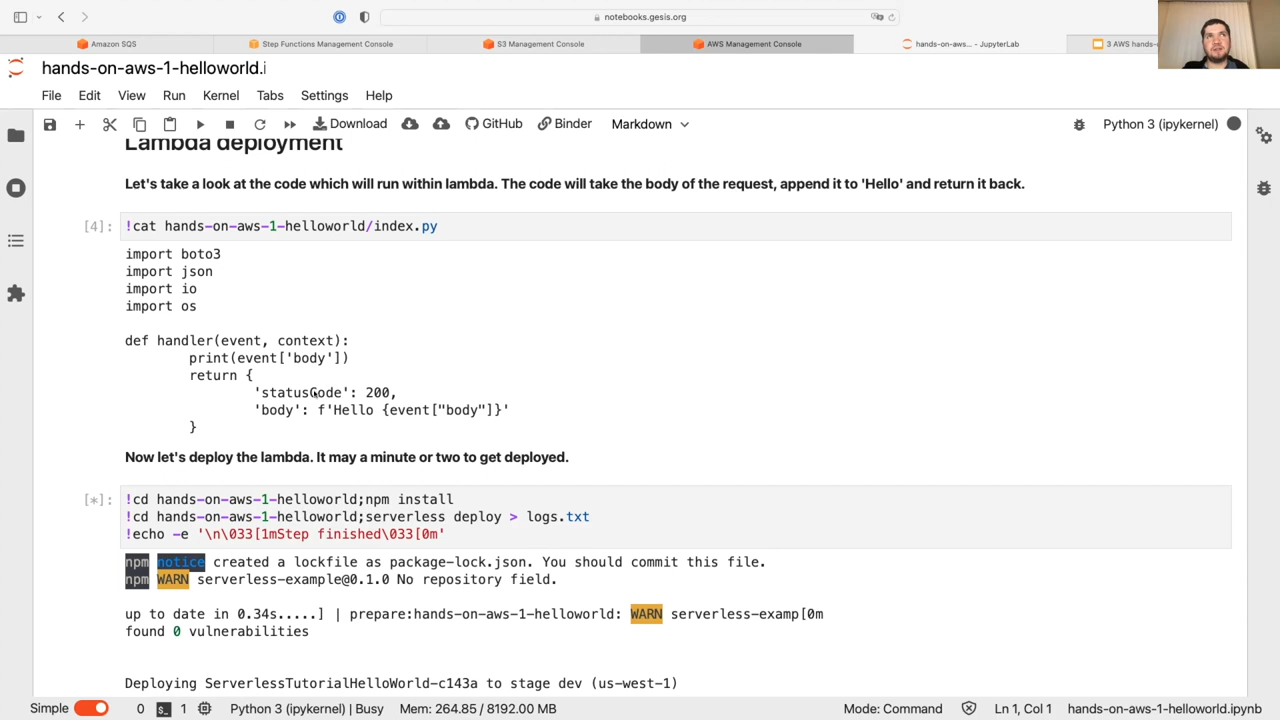 notebooks.gesis.org
Amazon SQS
Step Functions Management Console
S3 Management Console
AWS Management Console
hands-on-aws... - JupyterLab
3 AWS hands-
hands-on-aws-1-helloworld.i
File Edit View Run Kernel Tabs Settings Help
Download GitHub Binder Markdown Python 3 (ipykernel)
Lambda deployment
Let's take a look at the code which will run within lambda. The code will take the body of the request, append it to 'Hello' and return it back.
[4]: !cat hands-on-aws-1-helloworld/index.py
import boto3
import json
import io
import os
def handler(event, context):
print(event['body'])
return {
'statusCode': 200,
'body': f'Hello {event["body"]}'
}
Now let's deploy the lambda. It may a minute or two to get deployed.
[*]: !cd hands-on-aws-1-helloworld;npm install
!cd hands-on-aws-1-helloworld;serverless deploy > logs.txt
!echo -e '\n\033[1mStep finished\033[0m'
npm notice created a lockfile as package-lock.json. You should commit this file.
npm WARN serverless-example@0.1.0 No repository field.
up to date in 0.34s.....] | prepare:hands-on-aws-1-helloworld: WARN serverless-examp[0m
found 0 vulnerabilities
Deploying ServerlessTutorialHelloWorld-c143a to stage dev (us-west-1)
Simple 0 1 Python 3 (ipykernel) | Busy Mem: 264.85 / 8192.00 MB Mode: Command Ln 1, Col 1 hands-on-aws-1-helloworld.ipynb